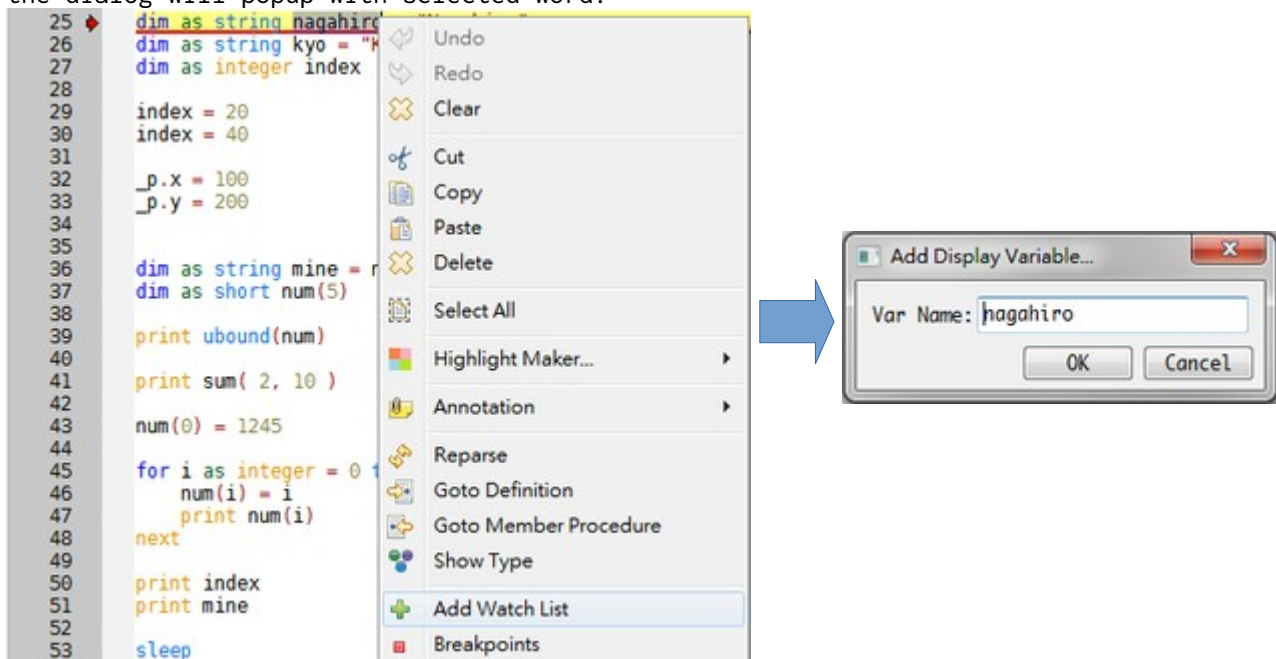 the dialog will popup with selected word.
25 dim as string nagahiro
26 dim as string kyo = "K
27 dim as integer index
28
29 index = 20
30 index = 40
31
32 _p.x = 100
33 _p.y = 200
34
35
36 dim as string mine =
37 dim as short num(5)
38
39 print ubound(num)
40
41 print sum( 2, 10 )
42
43 num(0) = 1245
44
45 for i as integer = 0
46 num(i) = i
47 print num(i)
48 next
49
50 print index
51 print mine
52
53 sleep
Undo
Redo
Clear
Cut
Copy
Paste
Delete
Select All
Highlight Maker...
Annotation
Reparse
Goto Definition
Goto Member Procedure
Show Type
Add Watch List
Breakpoints
Add Display Variable...
Var Name: nagahiro
OK Cancel